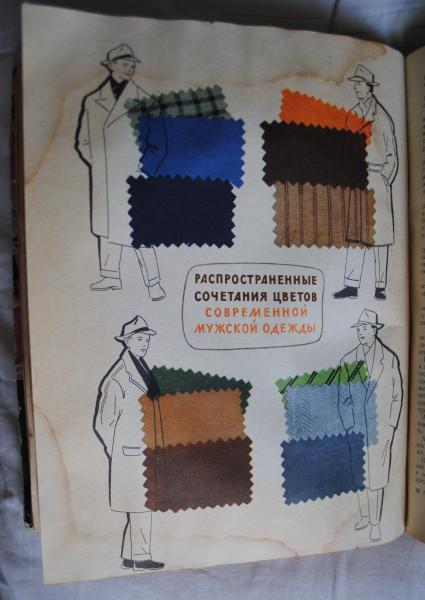 РАСПРОСТРАНЕННЫЕ
СОЧЕТАНИЯ ЦВЕТОВ
СОВРЕМЕННОЙ
МУЖСКОЙ ОДЕЖДЫ